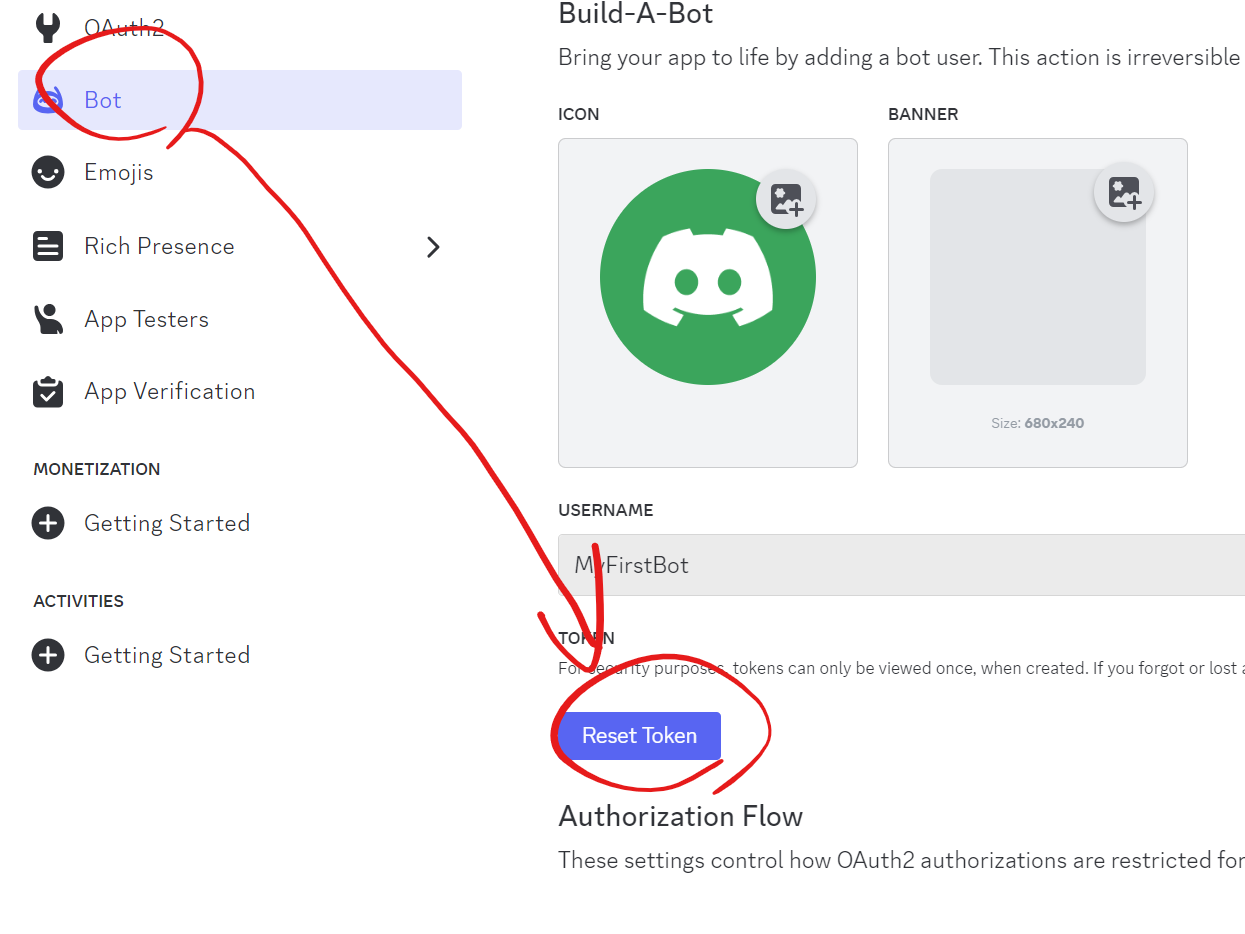 OAuth2
Bot
Emojis
Rich Presence
App Testers
App Verification
MONETIZATION
Getting Started
ACTIVITIES
Getting Started
Build-A-Bot
Bring your app to life by adding a bot user. This action is irreversible
ICON
BANNER
Size: 680x240
USERNAME
MyFirstBot
TOKEN
For security purposes, tokens can only be viewed once, when created. If you forgot or lost a
Reset Token
Authorization Flow
These settings control how OAuth2 authorizations are restricted for